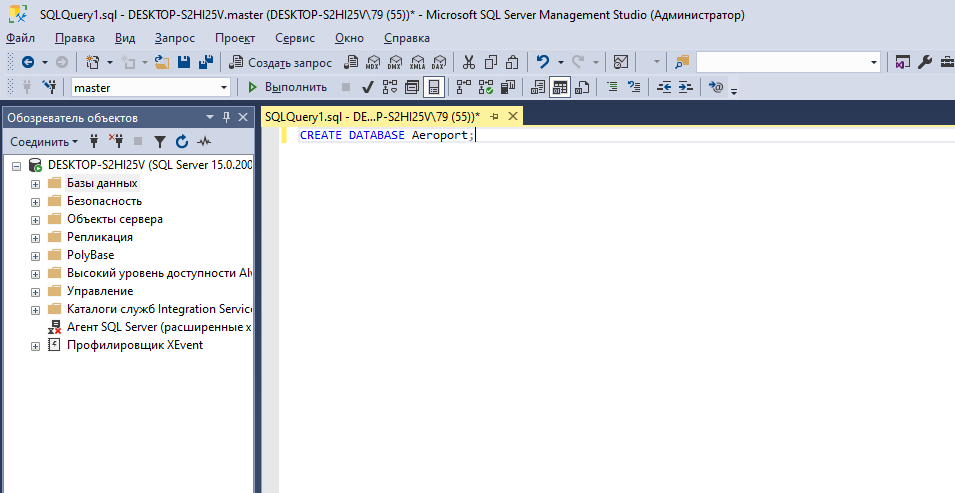 SQLQuery1.sql - DESKTOP-S2HI25V.master (DESKTOP-S2HI25V\79 (55))* - Microsoft SQL Server Management Studio (Администратор)
Файл Правка Вид Запрос Проект Сервис Окно Справка
Создать запрос MDX DMX XMLA DAX
master Выполнить
Обозреватель объектов
SQLQuery1.sql - DE...P-S2HI25V\79 (55))*
Соединить
CREATE DATABASE Aeroport;
DESKTOP-S2HI25V (SQL Server 15.0.200
Базы данных
Безопасность
Объекты сервера
Репликация
PolyBase
Высокий уровень доступности Al
Управление
Каталоги служб Integration Service
Агент SQL Server (расширенные х
Профилировщик XEvent